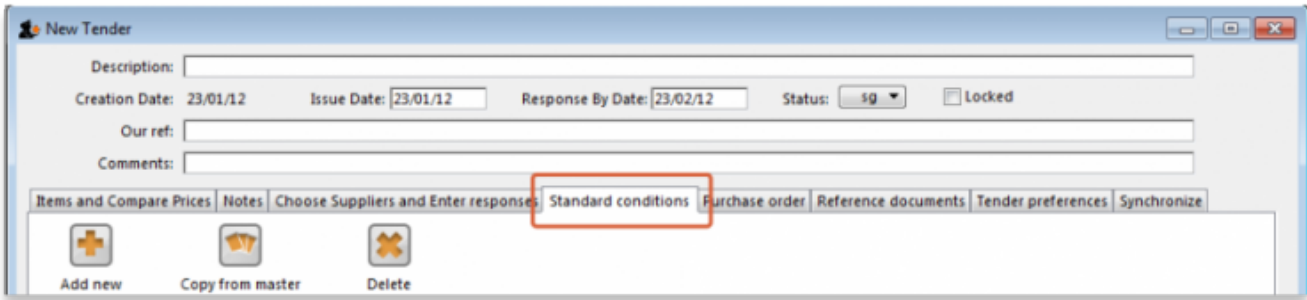 New Tender
Description:
Creation Date: 23/01/12 Issue Date: 23/01/12 Response By Date: 23/02/12 Status: sg Locked
Our ref:
Comments:
Items and Compare Prices Notes Choose Suppliers and Enter responses Standard conditions Purchase order Reference documents Tender preferences Synchronize
Add new Copy from master Delete